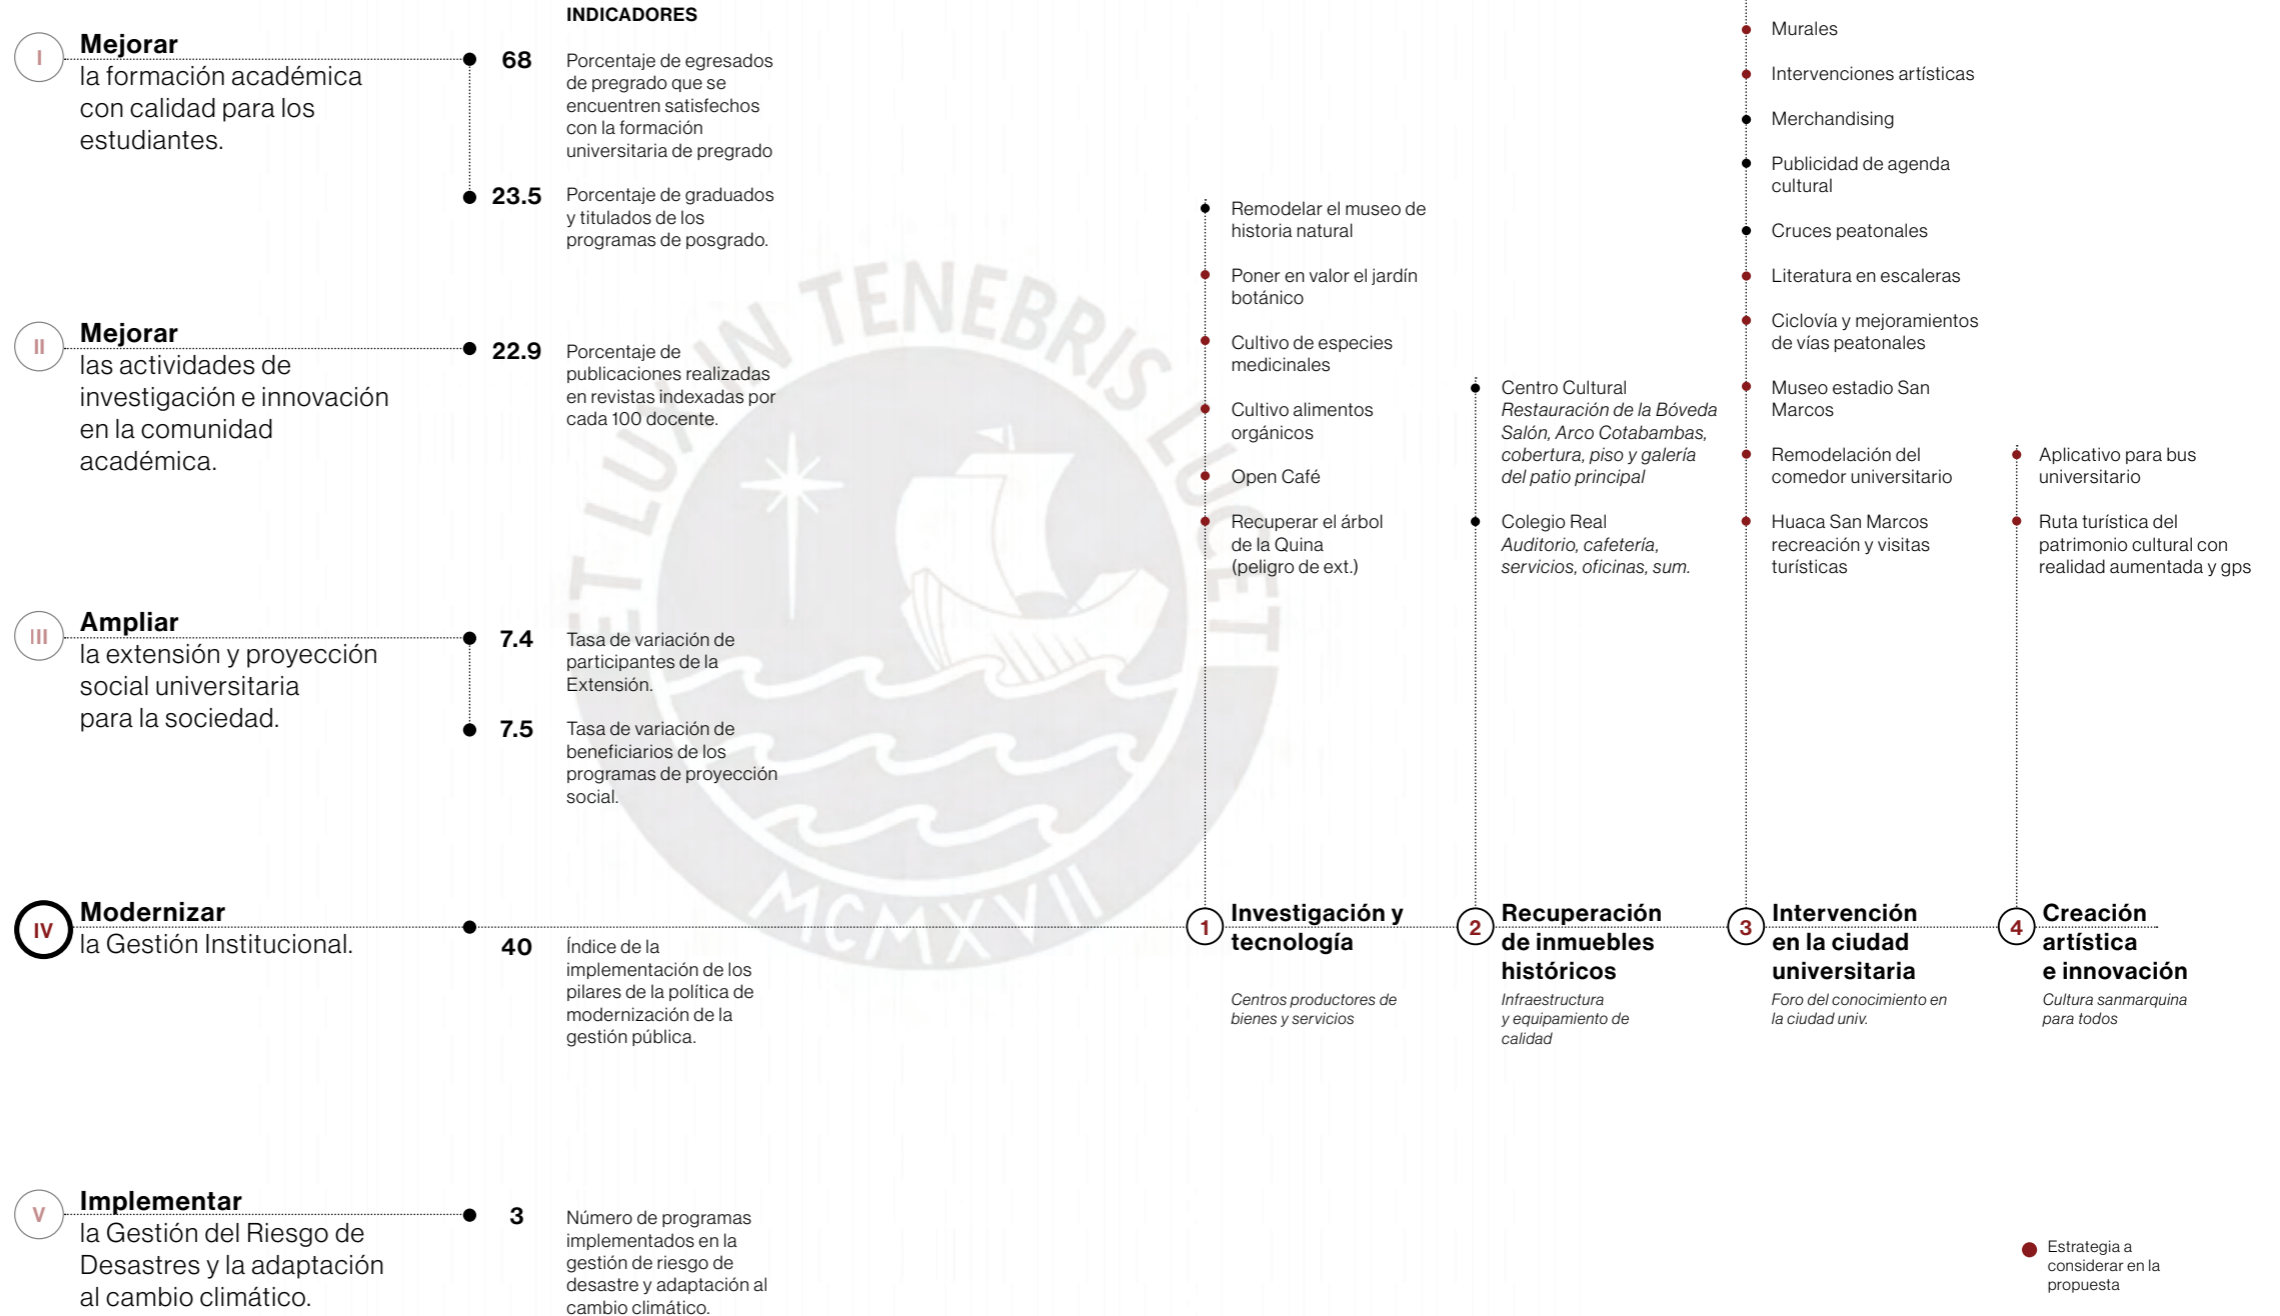 INDICADORES
I
Mejorar
la formación académica
con calidad para los
estudiantes.
68
Porcentaje de egresados
de pregrado que se
encuentren satisfechos
con la formación
universitaria de pregrado
23.5
Porcentaje de graduados
y titulados de los
programas de posgrado.
II
Mejorar
las actividades de
investigación e innovación
en la comunidad
académica.
22.9
Porcentaje de
publicaciones realizadas
en revistas indexadas por
cada 100 docente.
III
Ampliar
la extensión y proyección
social universitaria
para la sociedad.
7.4
Tasa de variación de
participantes de la
Extensión.
7.5
Tasa de variación de
beneficiarios de los
programas de proyección
social.
IV
Modernizar
la Gestión Institucional.
40
Índice de la
implementación de los
pilares de la política de
modernización de la
gestión pública.
V
Implementar
la Gestión del Riesgo de
Desastres y la adaptación
al cambio climático.
3
Número de programas
implementados en la
gestión de riesgo de
desastre y adaptación al
cambio climático.
Remodelar el museo de
historia natural
Poner en valor el jardín
botánico
Cultivo de especies
medicinales
Cultivo alimentos
orgánicos
Open Café
Recuperar el árbol
de la Quina
(peligro de ext.)
1
Investigación y
tecnología
Centros productores de
bienes y servicios
Centro Cultural
Restauración de la Bóveda
Salón, Arco Cotabambas,
cobertura, piso y galería
del patio principal
Colegio Real
Auditorio, cafetería,
servicios, oficinas, sum.
2
Recuperación
de inmuebles
históricos
Infraestructura
y equipamiento de
calidad
Murales
Intervenciones artísticas
Merchandising
Publicidad de agenda
cultural
Cruces peatonales
Literatura en escaleras
Ciclovía y mejoramientos
de vías peatonales
Museo estadio San
Marcos
Remodelación del
comedor universitario
Huaca San Marcos
recreación y visitas
turísticas
3
Intervención
en la ciudad
universitaria
Foro del conocimiento en
la ciudad univ.
Aplicativo para bus
universitario
Ruta turística del
patrimonio cultural con
realidad aumentada y gps
4
Creación
artística
e innovación
Cultura sanmarquina
para todos
Estrategia a
considerar en la
propuesta
ET LUX IN TENEBRIS LUCET
MCMXVII